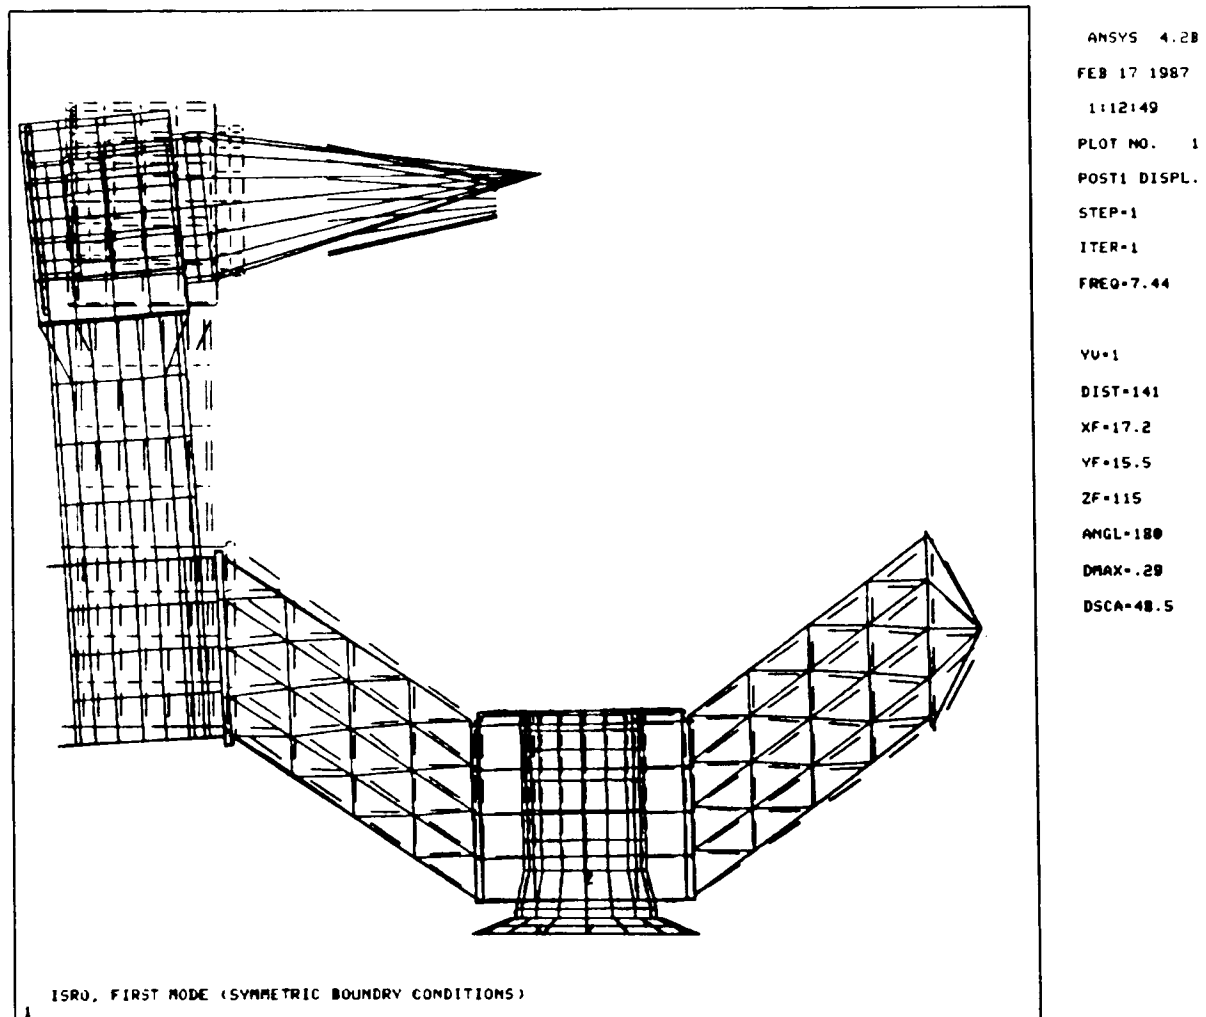 ANSYS 4.2B
FEB 17 1987
1:12:49
PLOT NO. 1
POST1 DISPL.
STEP=1
ITER=1
FREQ=7.44
YV=1
DIST=141
XF=17.2
YF=15.5
ZF=115
ANGL=180
DMAX=.29
DSCA=48.5
Z
ISRO, FIRST MODE (SYMMETRIC BOUNDRY CONDITIONS)
1